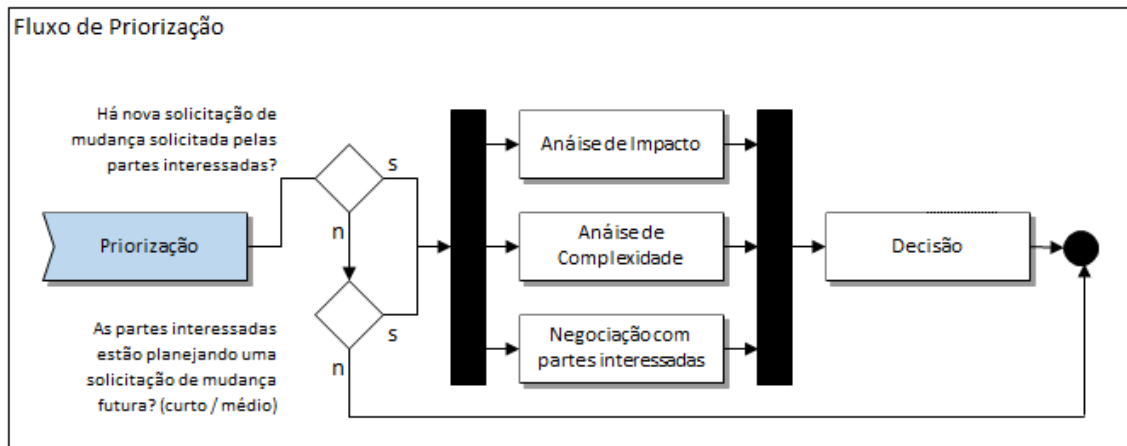 Fluxo de Priorização
Há nova solicitação de
mudança solicitada pelas
partes interessadas?
s
n
Priorização
As partes interessadas
estão planejando uma
solicitação de mudança
futura? (curto / médio)
s
n
Anáise de Impacto
Anáise de
Complexidade
Negociação com
partes interessadas
Decisão